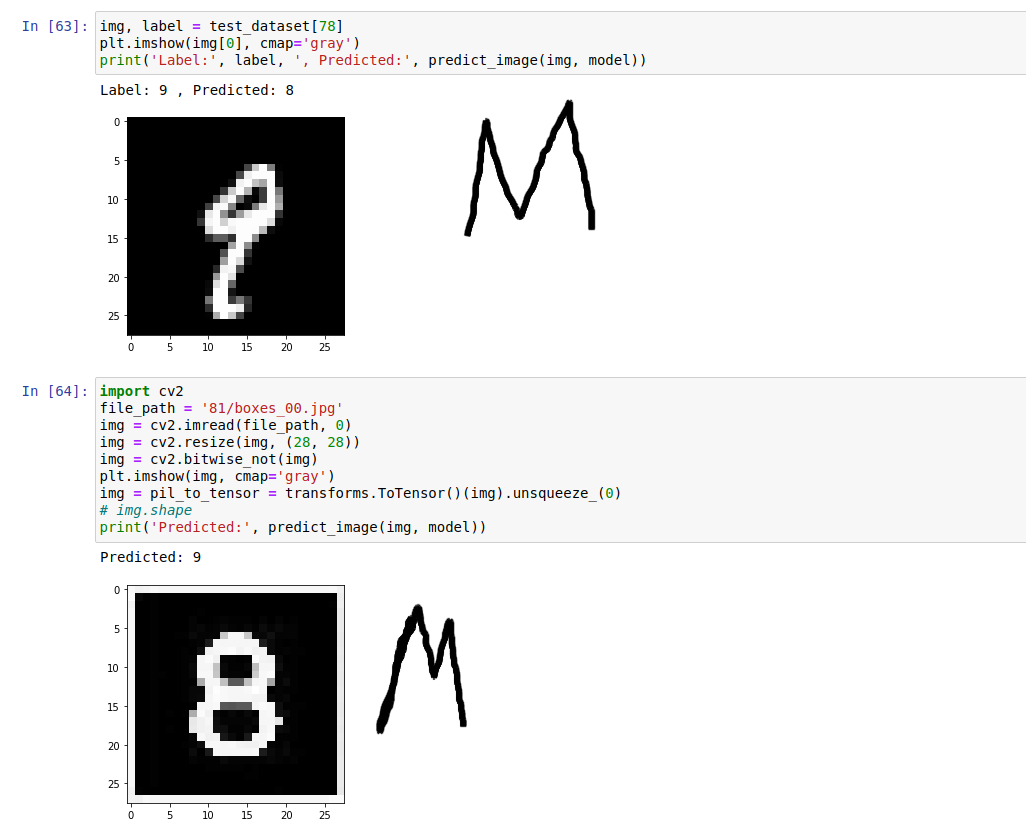 In [63]:
img, label = test_dataset[78]
plt.imshow(img[0], cmap='gray')
print('Label:', label, ', Predicted:', predict_image(img, model))
Label: 9 , Predicted: 8
M
0
5
10
15
20
25
0 5 10 15 20 25
9
In [64]:
import cv2
file_path = '81/boxes_00.jpg'
img = cv2.imread(file_path, 0)
img = cv2.resize(img, (28, 28))
img = cv2.bitwise_not(img)
plt.imshow(img, cmap='gray')
img = pil_to_tensor = transforms.ToTensor()(img).unsqueeze_(0)
# img.shape
print('Predicted:', predict_image(img, model))
Predicted: 9
0
5
10
15
20
25
0 5 10 15 20 25
8
M